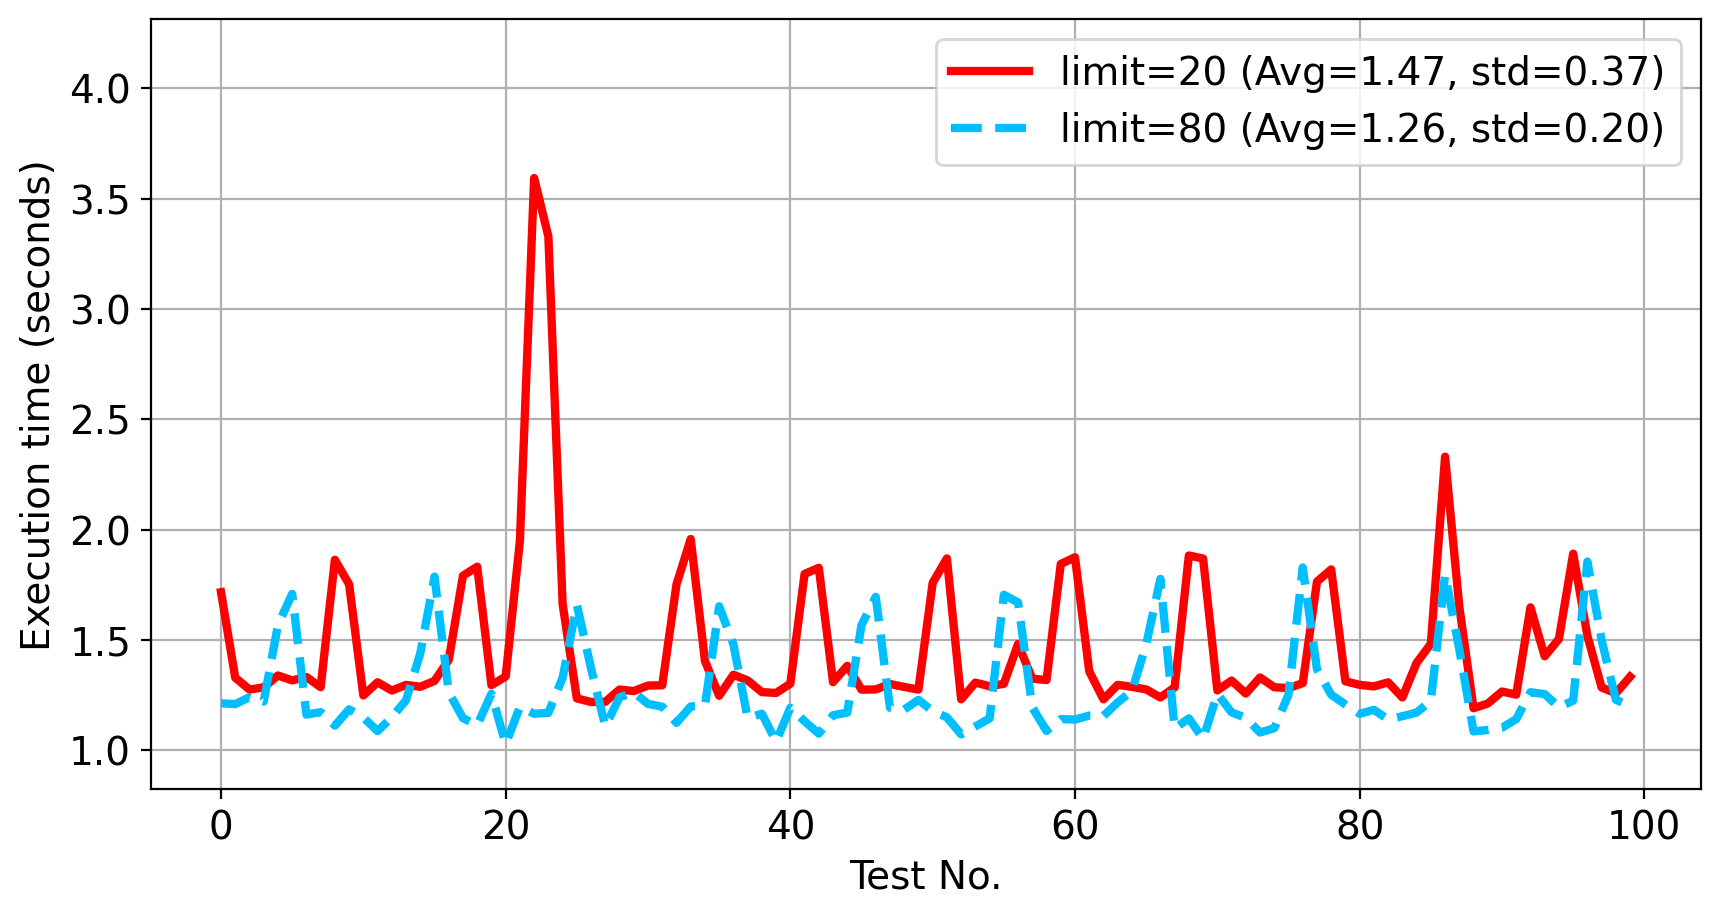 limit=20 (Avg=1.47, std=0.37)
limit=80 (Avg=1.26, std=0.20)
4.0
3.5
3.0
2.5
2.0
1.5
1.0
Execution time (seconds)
0 20 40 60 80 100
Test No.